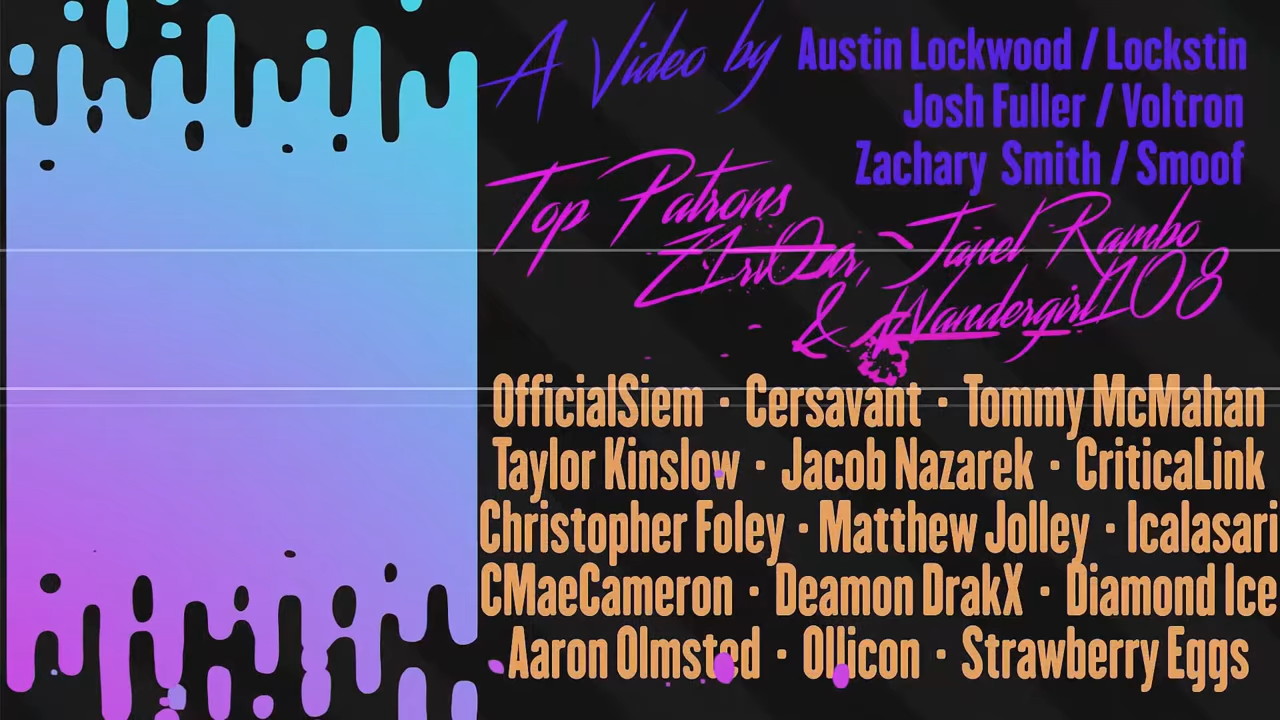 A Video by Austin Lockwood / Lockstin
Josh Fuller / Voltron
Zachary Smith / Smoof
Top Patrons
Janel Rambo
& Wandergirl108
OfficialSiem · Cersavant · Tommy McMahan
Taylor Kinslow · Jacob Nazarek · CriticaLink
Christopher Foley · Matthew Jolley · Icalasari
CMaeCameron · Deamon DrakX · Diamond Ice
Aaron Olmsted · Ollicon · Strawberry Eggs